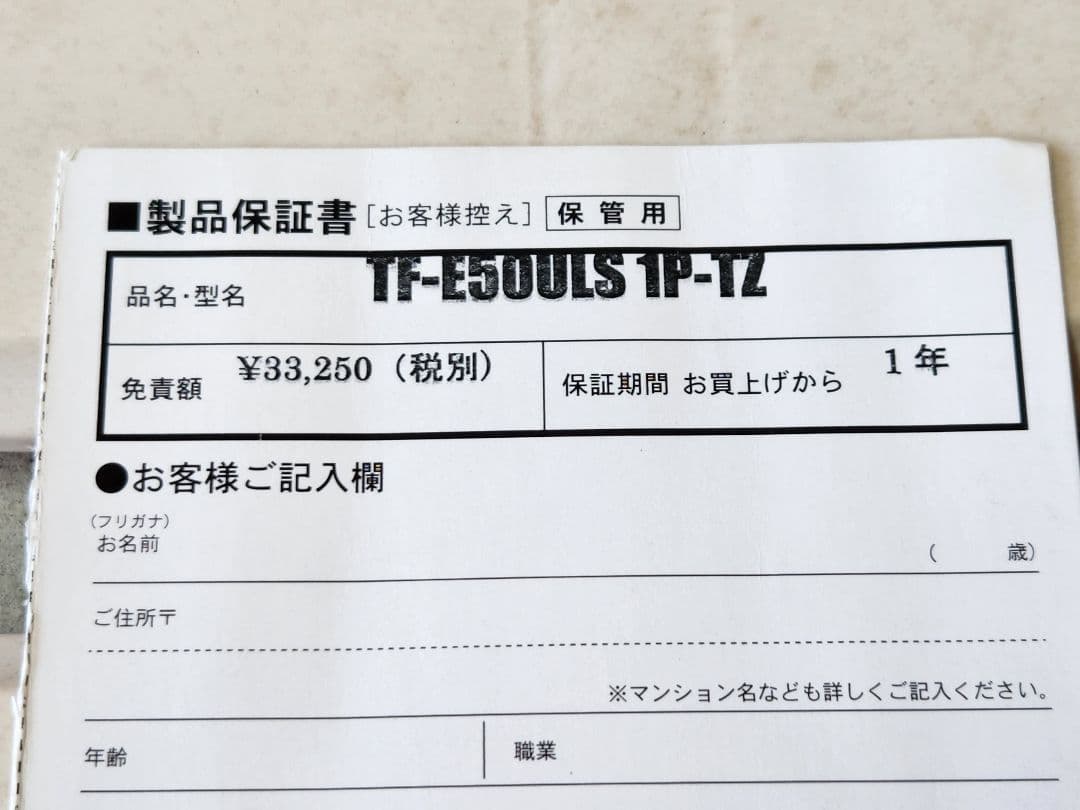 ■製品保証書［お客様控え］ 保管用
品名・型名 TF-E50ULS 1P-TZ
免責額 ¥33,250（税別） 保証期間 お買上げから 1年
●お客様ご記入欄
（フリガナ）
お名前 （ 歳）
ご住所〒
※マンション名なども詳しくご記入ください。
年齢 職業